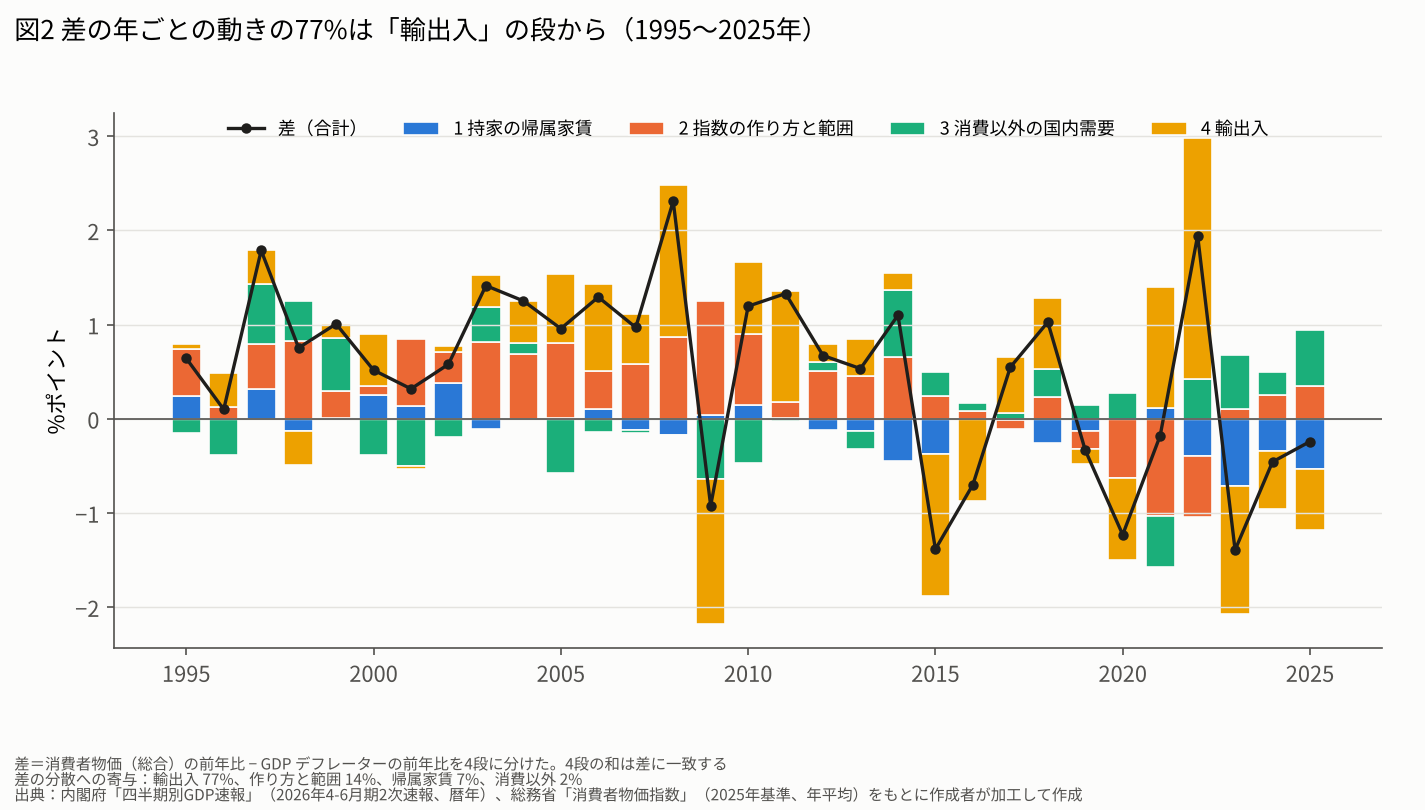 図2 差の年ごとの動きの77%は「輸出入」の段から（1995〜2025年）
差（合計）
1 持家の帰属家賃
2 指数の作り方と範囲
3 消費以外の国内需要
4 輸出入
%ポイント
3
2
1
0
−1
−2
1995
2000
2005
2010
2015
2020
2025
差＝消費者物価（総合）の前年比 − GDP デフレーターの前年比を4段に分けた。4段の和は差に一致する
差の分散への寄与：輸出入 77%、作り方と範囲 14%、帰属家賃 7%、消費以外 2%
出典：内閣府「四半期別GDP速報」（2026年4-6月期2次速報、暦年）、総務省「消費者物価指数」（2025年基準、年平均）をもとに作成者が加工して作成